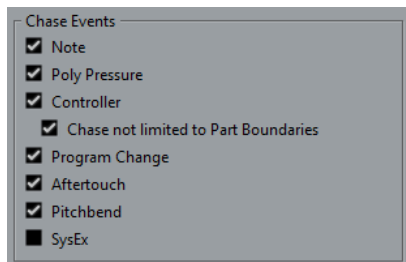 Chase Events
Note
Poly Pressure
Controller
Chase not limited to Part Boundaries
Program Change
Aftertouch
Pitchbend
SysEx